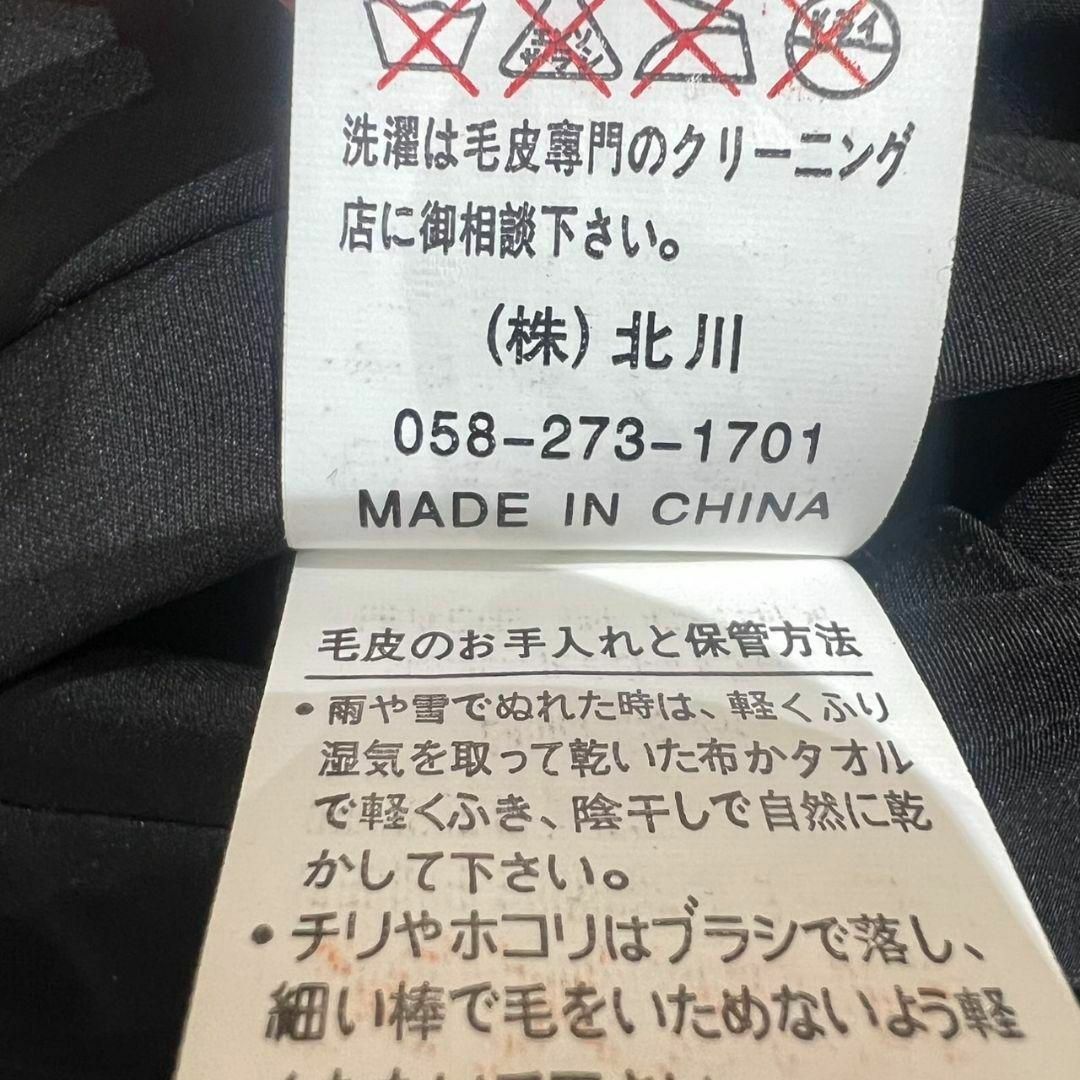 洗濯は毛皮専門のクリーニング
店に御相談下さい。
(株)北川
058-273-1701
MADE IN CHINA
毛皮のお手入れと保管方法
・雨や雪でぬれた時は、軽くふり
湿気を取って乾いた布かタオル
で軽くふき、陰干しで自然に乾
かして下さい。
・チリやホコリはブラシで落し、
細い棒で毛をいためないよう軽